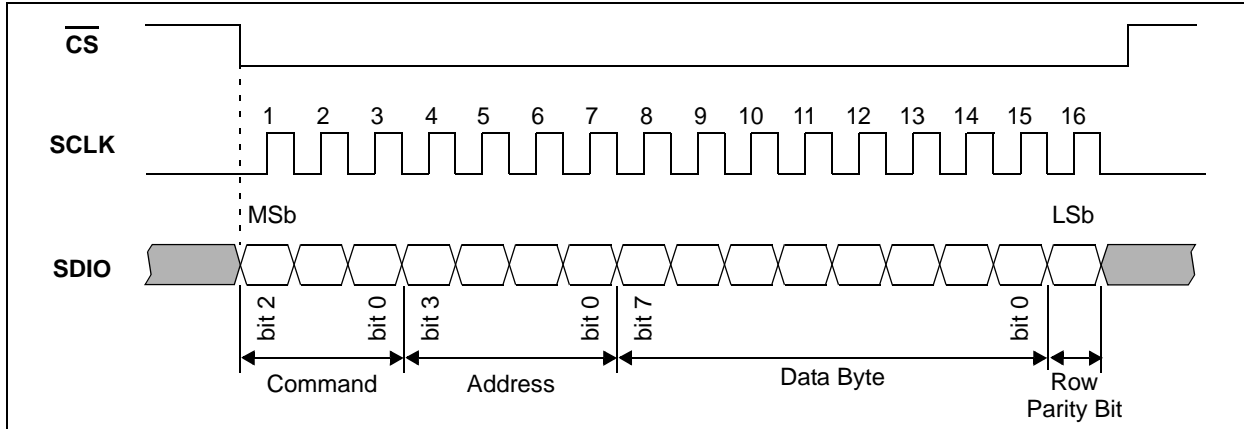 CS
1 2 3 4 5 6 7 8 9 10 11 12 13 14 15 16
SCLK
MSb LSb
SDIO
bit 2 bit 0 bit 3 bit 0 bit 7 bit 0
Command Address Data Byte Row
Parity Bit